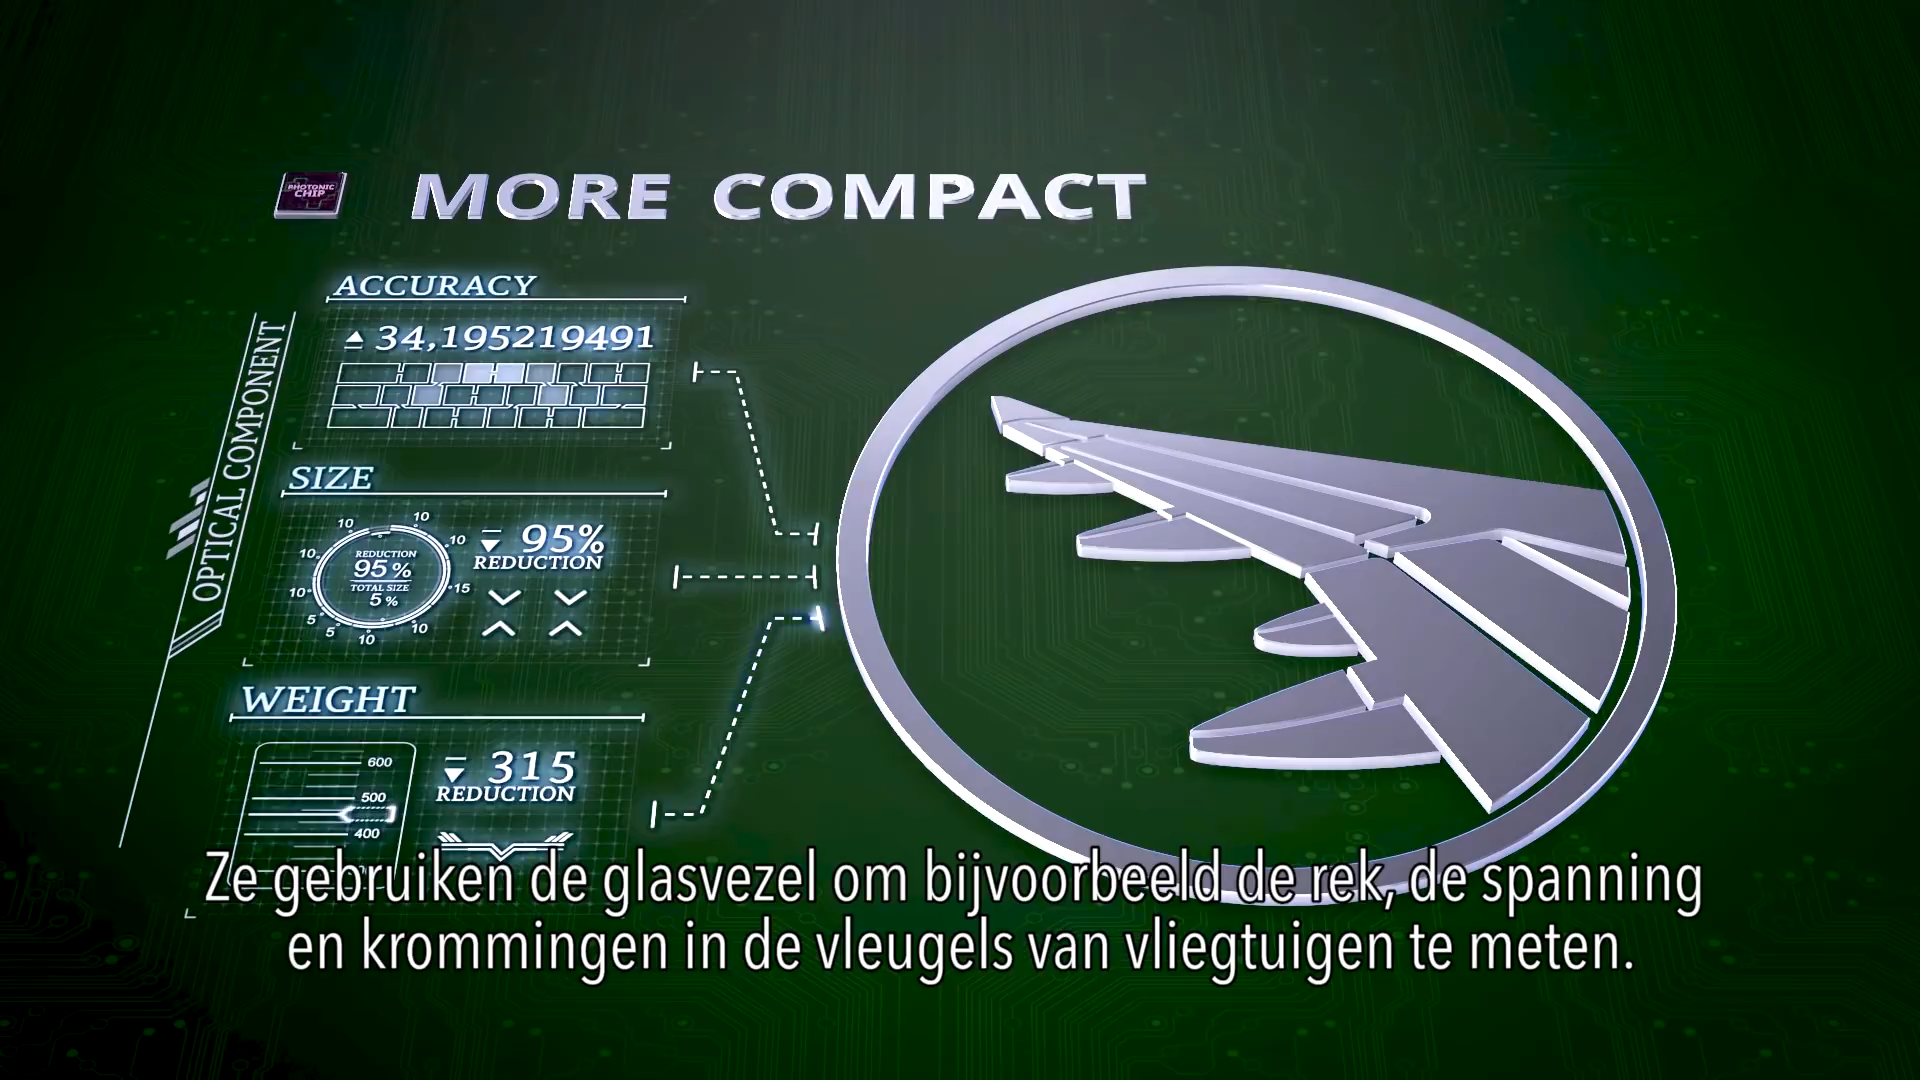 PHOTONIC
CHIP
MORE COMPACT
OPTICAL COMPONENT
ACCURACY
34,195219491
SIZE
10
10
10
10
10
15
5
5
10
10
REDUCTION
95%
TOTAL SIZE
5%
95%
REDUCTION
WEIGHT
600
500
400
315
REDUCTION
Ze gebruiken de glasvezel om bijvoorbeeld de rek, de spanning
en krommingen in de vleugels van vliegtuigen te meten.